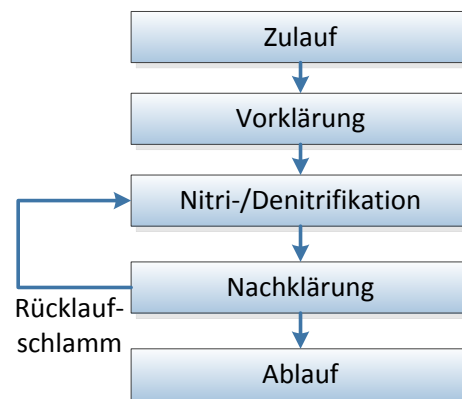 Zulauf
Vorklärung
Nitri-/Denitrifikation
Nachklärung
Rücklauf-
schlamm
Ablauf